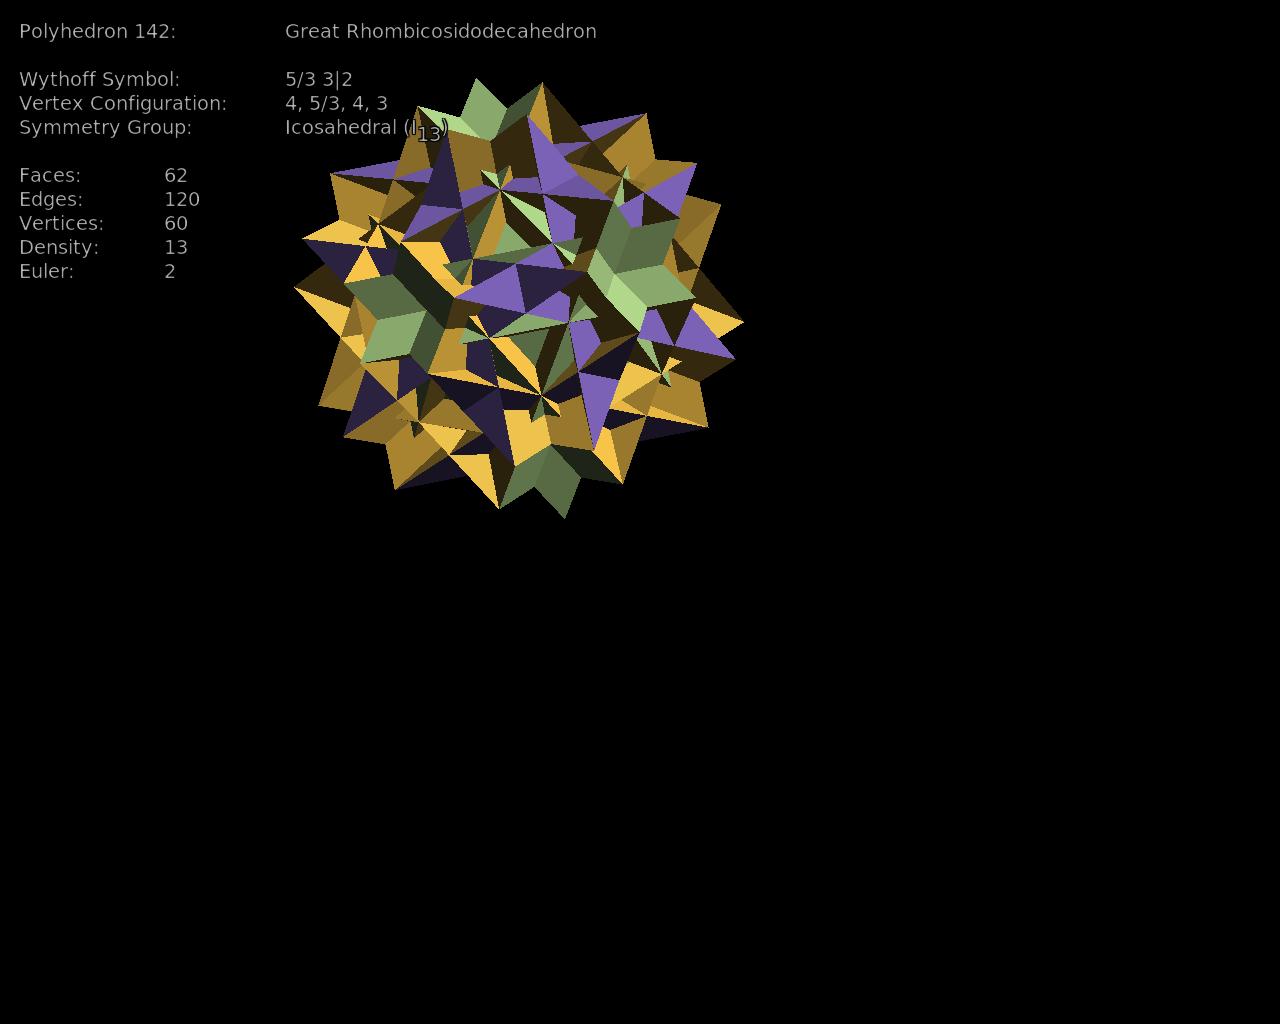 Polyhedron 142: Great Rhombicosidodecahedron
Wythoff Symbol: 5/3 3|2
Vertex Configuration: 4, 5/3, 4, 3
Symmetry Group: Icosahedral (I13)
Faces: 62
Edges: 120
Vertices: 60
Density: 13
Euler: 2